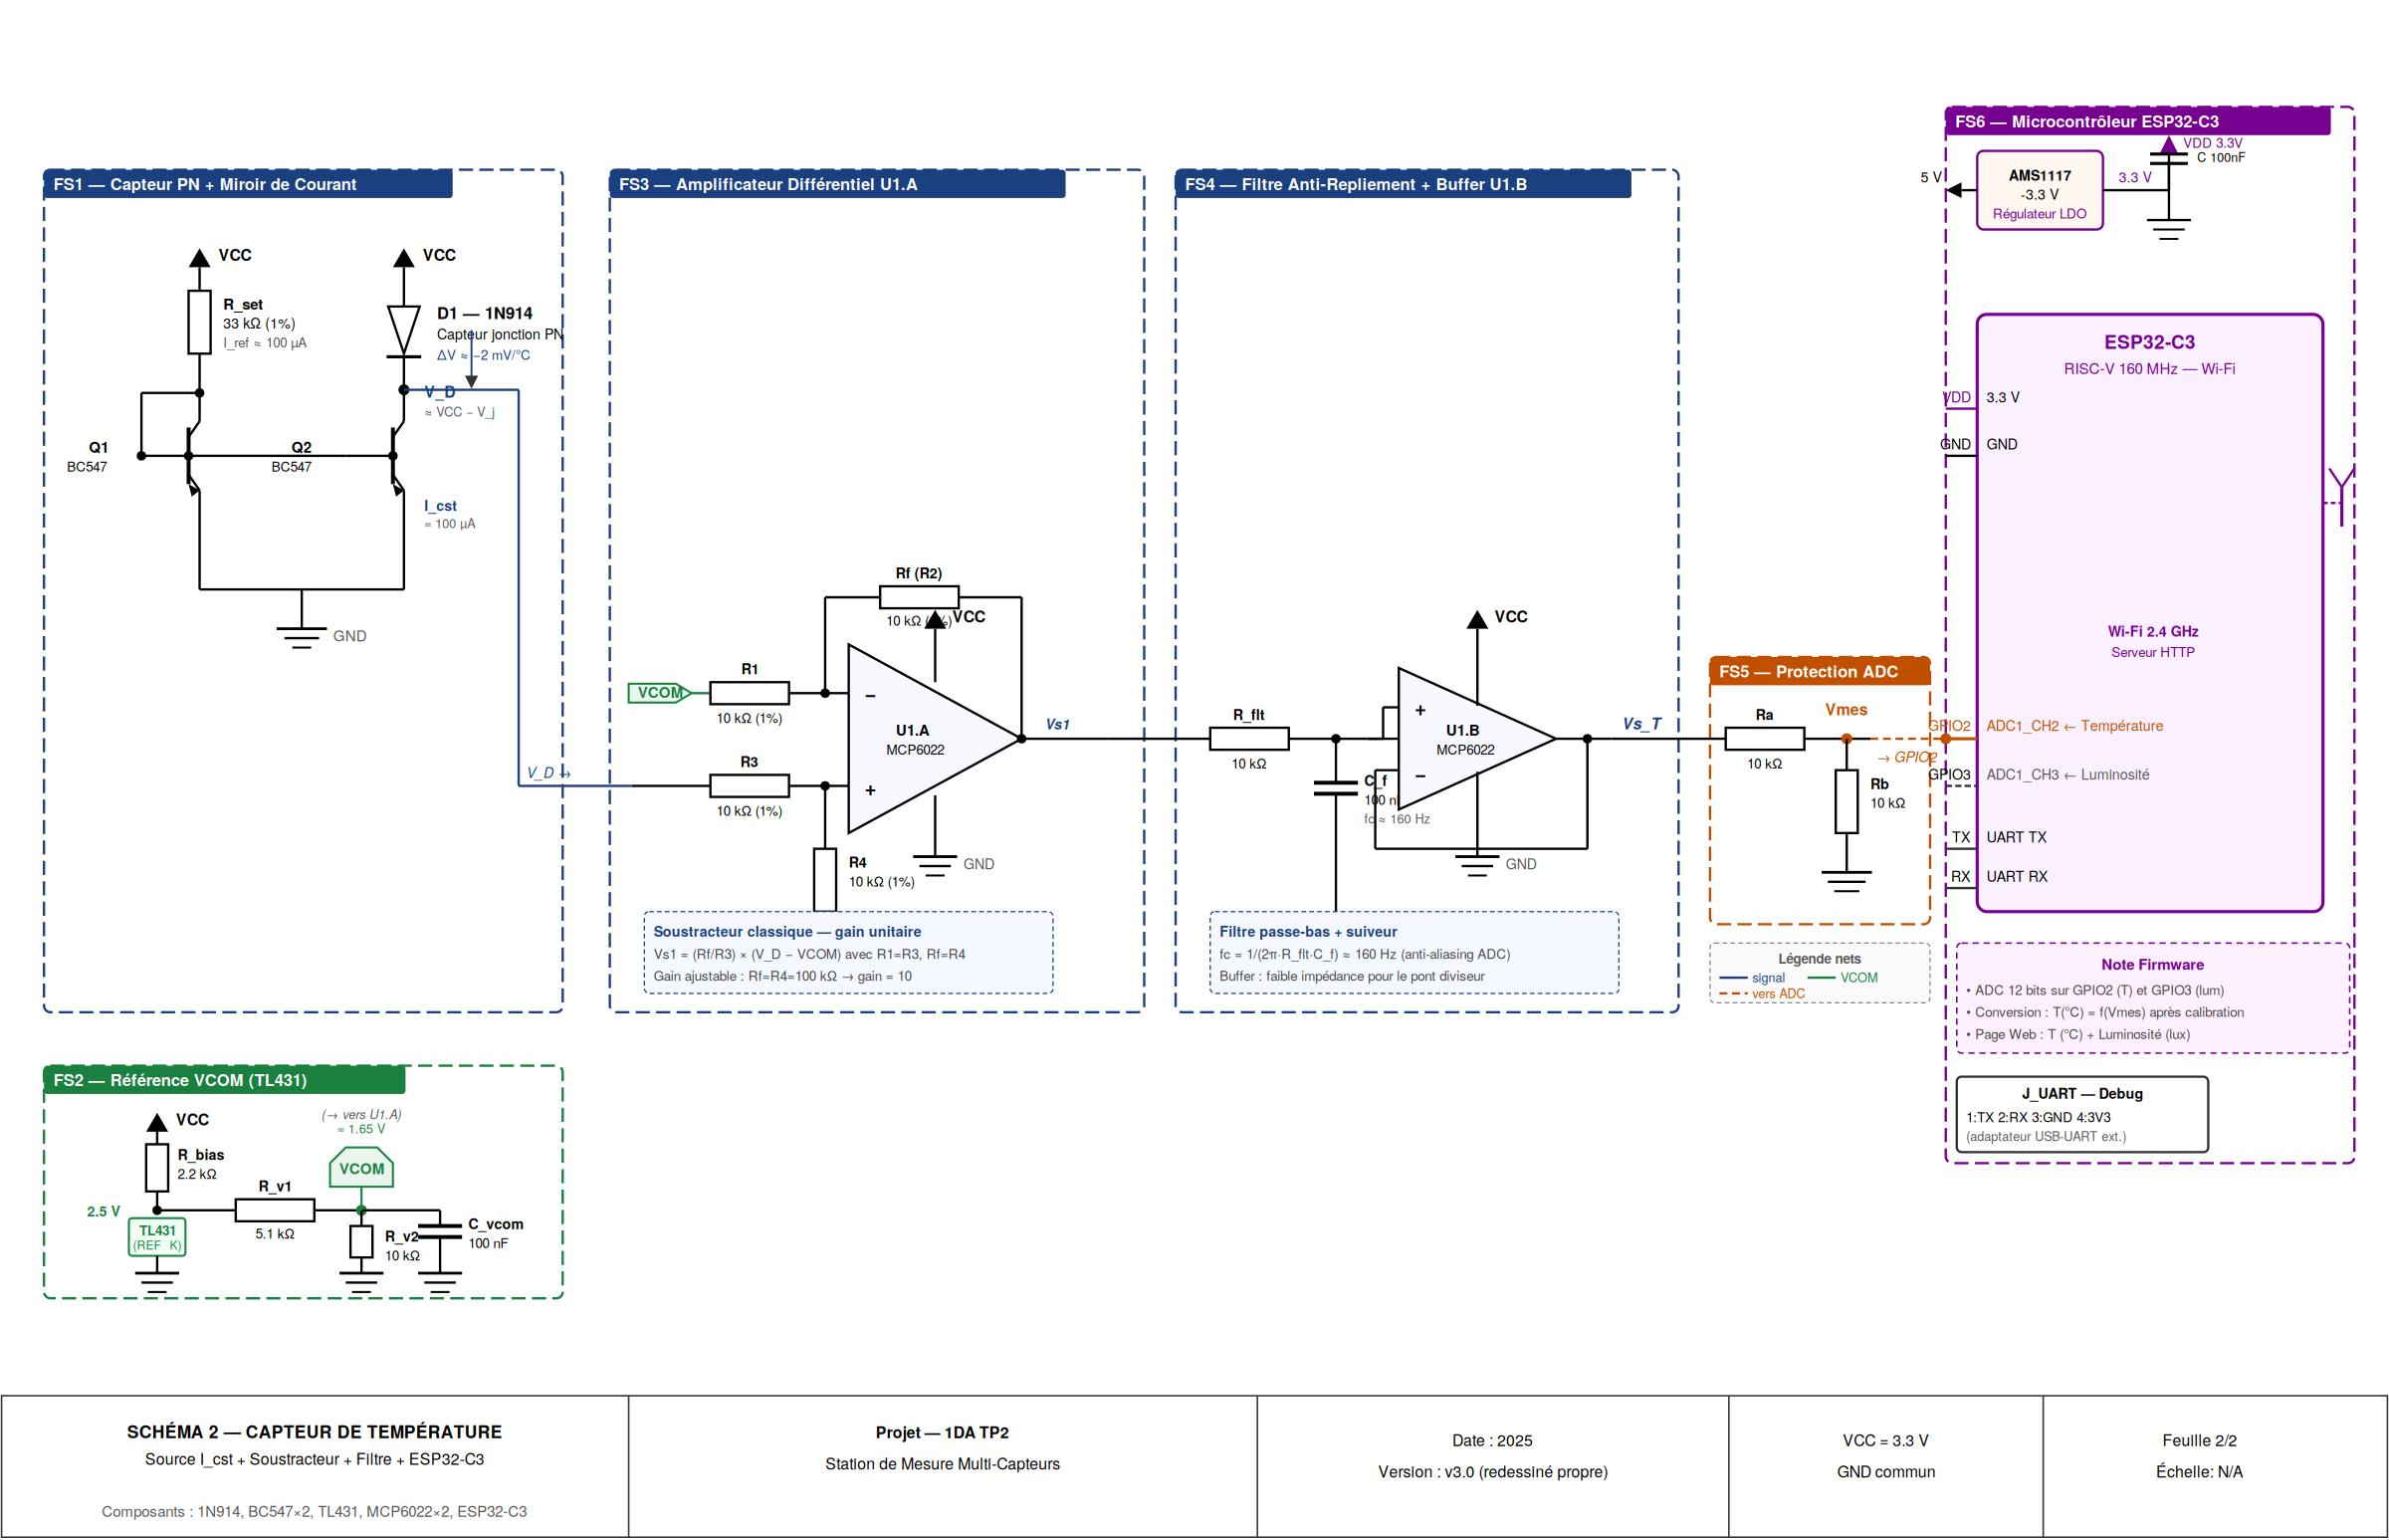 FS1 — Capteur PN + Miroir de Courant
VCC
R_set
33 kΩ (1%)
I_ref ≈ 100 µA
VCC
D1 — 1N914
Capteur jonction PN
ΔV ≈ −2 mV/°C
V_D
≈ VCC − V_j
Q1
BC547
Q2
BC547
I_cst
= 100 µA
GND
V_D →
FS3 — Amplificateur Différentiel U1.A
Rf (R2)
10 kΩ (1%)
VCC
VCOM
R1
10 kΩ (1%)
−
U1.A
MCP6022
Vs1
R3
10 kΩ (1%)
+
R4
10 kΩ (1%)
GND
Soustracteur classique — gain unitaire
Vs1 = (Rf/R3) × (V_D − VCOM) avec R1=R3, Rf=R4
Gain ajustable : Rf=R4=100 kΩ → gain = 10
FS4 — Filtre Anti-Repliement + Buffer U1.B
VCC
R_flt
10 kΩ
+
U1.B
MCP6022
−
Vs_T
C_f
100 n
fc ≈ 160 Hz
GND
Filtre passe-bas + suiveur
fc = 1/(2π·R_flt·C_f) ≈ 160 Hz (anti-aliasing ADC)
Buffer : faible impédance pour le pont diviseur
FS5 — Protection ADC
Ra
10 kΩ
Vmes
→ GPIO2
Rb
10 kΩ
Légende nets
signal
VCOM
vers ADC
FS6 — Microcontrôleur ESP32-C3
VDD 3.3V
C 100nF
5 V
AMS1117
-3.3 V
Régulateur LDO
3.3 V
ESP32-C3
RISC-V 160 MHz — Wi-Fi
VDD 3.3 V
GND GND
Wi-Fi 2.4 GHz
Serveur HTTP
GPIO2 ADC1_CH2 ← Température
GPIO3 ADC1_CH3 ← Luminosité
TX UART TX
RX UART RX
Note Firmware
• ADC 12 bits sur GPIO2 (T) et GPIO3 (lum)
• Conversion : T(°C) = f(Vmes) après calibration
• Page Web : T (°C) + Luminosité (lux)
J_UART — Debug
1:TX 2:RX 3:GND 4:3V3
(adaptateur USB-UART ext.)
FS2 — Référence VCOM (TL431)
VCC
R_bias
2.2 kΩ
(→ vers U1.A)
= 1.65 V
VCOM
2.5 V
R_v1
5.1 kΩ
TL431
(REF K)
R_v2
10 kΩ
C_vcom
100 nF
SCHÉMA 2 — CAPTEUR DE TEMPÉRATURE
Source I_cst + Soustracteur + Filtre + ESP32-C3
Composants : 1N914, BC547×2, TL431, MCP6022×2, ESP32-C3
Projet — 1DA TP2
Station de Mesure Multi-Capteurs
Date : 2025
Version : v3.0 (redessiné propre)
VCC = 3.3 V
GND commun
Feuille 2/2
Échelle: N/A